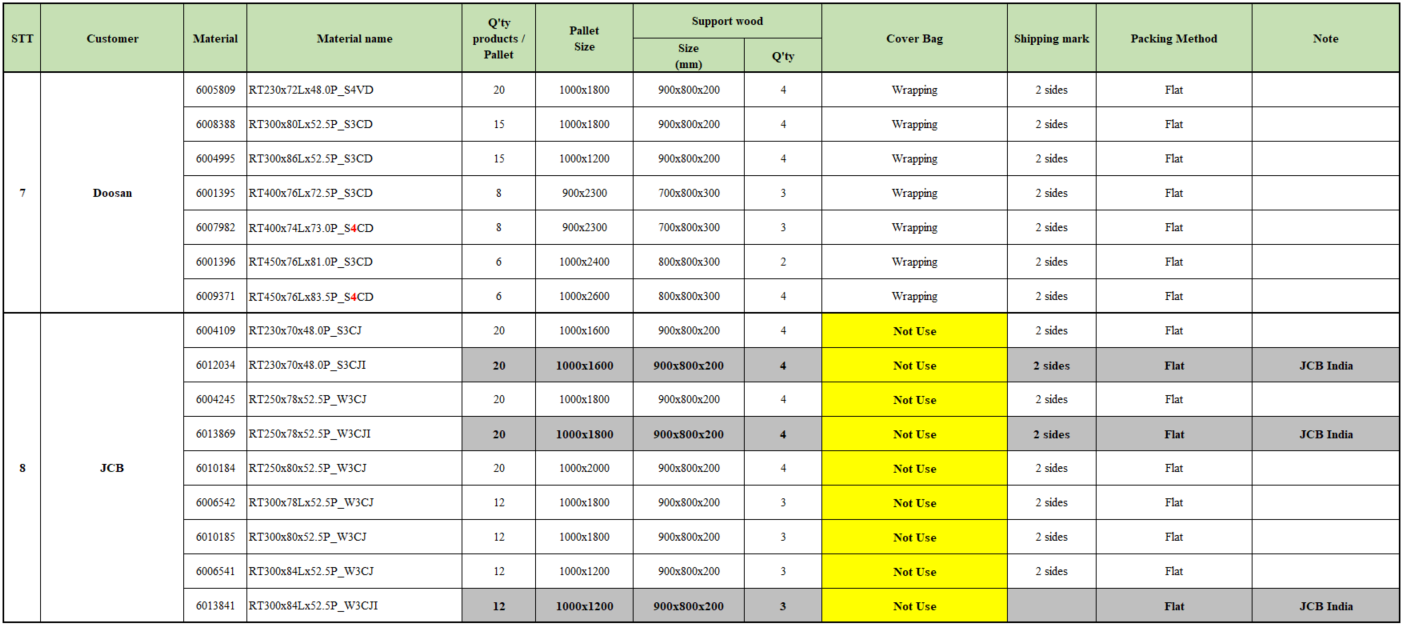 STT Customer Material Material name Q'ty products / Pallet Pallet Size Support wood Cover Bag Shipping mark Packing Method Note
Size (mm) Q'ty
7 Doosan
6005809 RT230x72Lx48.0P_S4VD 20 1000x1800 900x800x200 4 Wrapping 2 sides Flat
6008388 RT300x80Lx52.5P_S3CD 15 1000x1800 900x800x200 4 Wrapping 2 sides Flat
6004995 RT300x86Lx52.5P_S3CD 15 1000x1200 900x800x200 4 Wrapping 2 sides Flat
6001395 RT400x76Lx72.5P_S3CD 8 900x2300 700x800x300 3 Wrapping 2 sides Flat
6007982 RT400x74Lx73.0P_S4CD 8 900x2300 700x800x300 3 Wrapping 2 sides Flat
6001396 RT450x76Lx81.0P_S3CD 6 1000x2400 800x800x300 2 Wrapping 2 sides Flat
6009371 RT450x76Lx83.5P_S4CD 6 1000x2600 800x800x300 4 Wrapping 2 sides Flat
8 JCB
6004109 RT230x70x48.0P_S3CJ 20 1000x1600 900x800x200 4 Not Use 2 sides Flat
6012034 RT230x70x48.0P_S3CJI 20 1000x1600 900x800x200 4 Not Use 2 sides Flat JCB India
6004245 RT250x78x52.5P_W3CJ 20 1000x1800 900x800x200 4 Not Use 2 sides Flat
6013869 RT250x78x52.5P_W3CJI 20 1000x1800 900x800x200 4 Not Use 2 sides Flat JCB India
6010184 RT250x80x52.5P_W3CJ 20 1000x2000 900x800x200 4 Not Use 2 sides Flat
6006542 RT300x78Lx52.5P_W3CJ 12 1000x1800 900x800x200 3 Not Use 2 sides Flat
6010185 RT300x80x52.5P_W3CJ 12 1000x1800 900x800x200 3 Not Use 2 sides Flat
6006541 RT300x84Lx52.5P_W3CJ 12 1000x1200 900x800x200 3 Not Use 2 sides Flat
6013841 RT300x84Lx52.5P_W3CJI 12 1000x1200 900x800x200 3 Not Use Flat JCB India